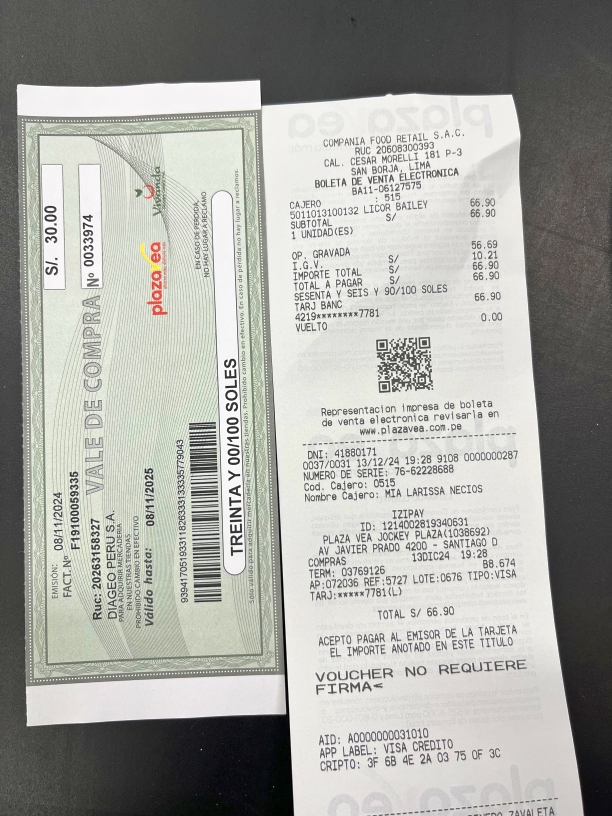 S/. 30.00
VALE DE COMPRA Nº 0033974
plazavea
Vivanda
EN CASO DE PERDIDA,
NO HAY LUGAR A RECLAMO
EMISIÓN: 08/11/2024
FACT. Nº F19100059335
Ruc: 20263158327
DIAGEO PERU S.A.
PARA ADQUIRIR MERCADERIA
EN NUESTRAS TIENDAS
PROHIBIDO CAMBIO EN EFECTIVO
Válido hasta: 08/11/2025
TREINTA Y 00/100 SOLES
Sólo válido para adquirir mercadería en nuestras tiendas. Prohibido cambio en efectivo. En caso de pérdida no hay lugar a reclamos.
COMPANIA FOOD RETAIL S.A.C.
RUC 20608300393
CAL. CESAR MORELLI 181 P-3
SAN BORJA, LIMA
BOLETA DE VENTA ELECTRONICA
BA11-06127575
CAJERO : 515
5011013100132 LICOR BAILEY 66.90
SUBTOTAL S/ 66.90
1 UNIDAD(ES)
OP. GRAVADA 56.69
I.G.V. S/ 10.21
IMPORTE TOTAL S/ 66.90
TOTAL A PAGAR S/ 66.90
SESENTA Y SEIS Y 90/100 SOLES
TARJ BANC 66.90
4219********7781
VUELTO 0.00
Representacion impresa de boleta
de venta electronica revisarla en
www.plazavea.com.pe
DNI: 41880171
0037/0031 13/12/24 19:28 9108 0000000287
NUMERO DE SERIE: 76-62228688
Cod. Cajero: 0515
Nombre Cajero: MIA LARISSA NECIOS
IZIPAY
ID: 1214002819340631
PLAZA VEA JOCKEY PLAZA(1038692)
AV JAVIER PRADO 4200 - SANTIAGO D
COMPRAS 13DIC24 19:28
TERM: 03769126 B8.674
AP:072036 REF:5727 LOTE:0676 TIPO:VISA
TARJ:*****7781(L)
TOTAL S/ 66.90
ACEPTO PAGAR AL EMISOR DE LA TARJETA
EL IMPORTE ANOTADO EN ESTE TITULO
VOUCHER NO REQUIERE
FIRMA<
AID: A0000000031010
APP LABEL: VISA CREDITO
CRIPTO: 3F 6B 4E 2A 03 75 0F 3C
ZAVALETA